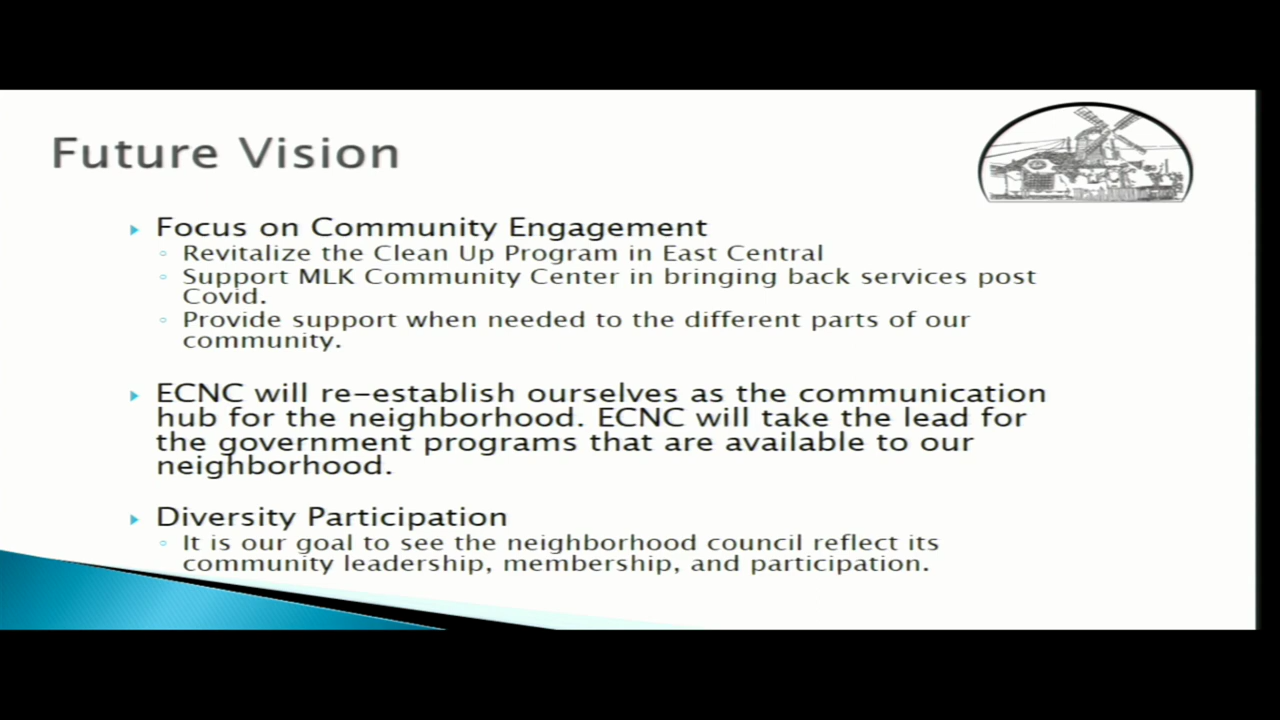 Future Vision
Focus on Community Engagement
Revitalize the Clean Up Program in East Central
Support MLK Community Center in bringing back services post
Covid.
Provide support when needed to the different parts of our
community.
ECNC will re-establish ourselves as the communication
hub for the neighborhood. ECNC will take the lead for
the government programs that are available to our
neighborhood.
Diversity Participation
It is our goal to see the neighborhood council reflect its
community leadership, membership, and participation.